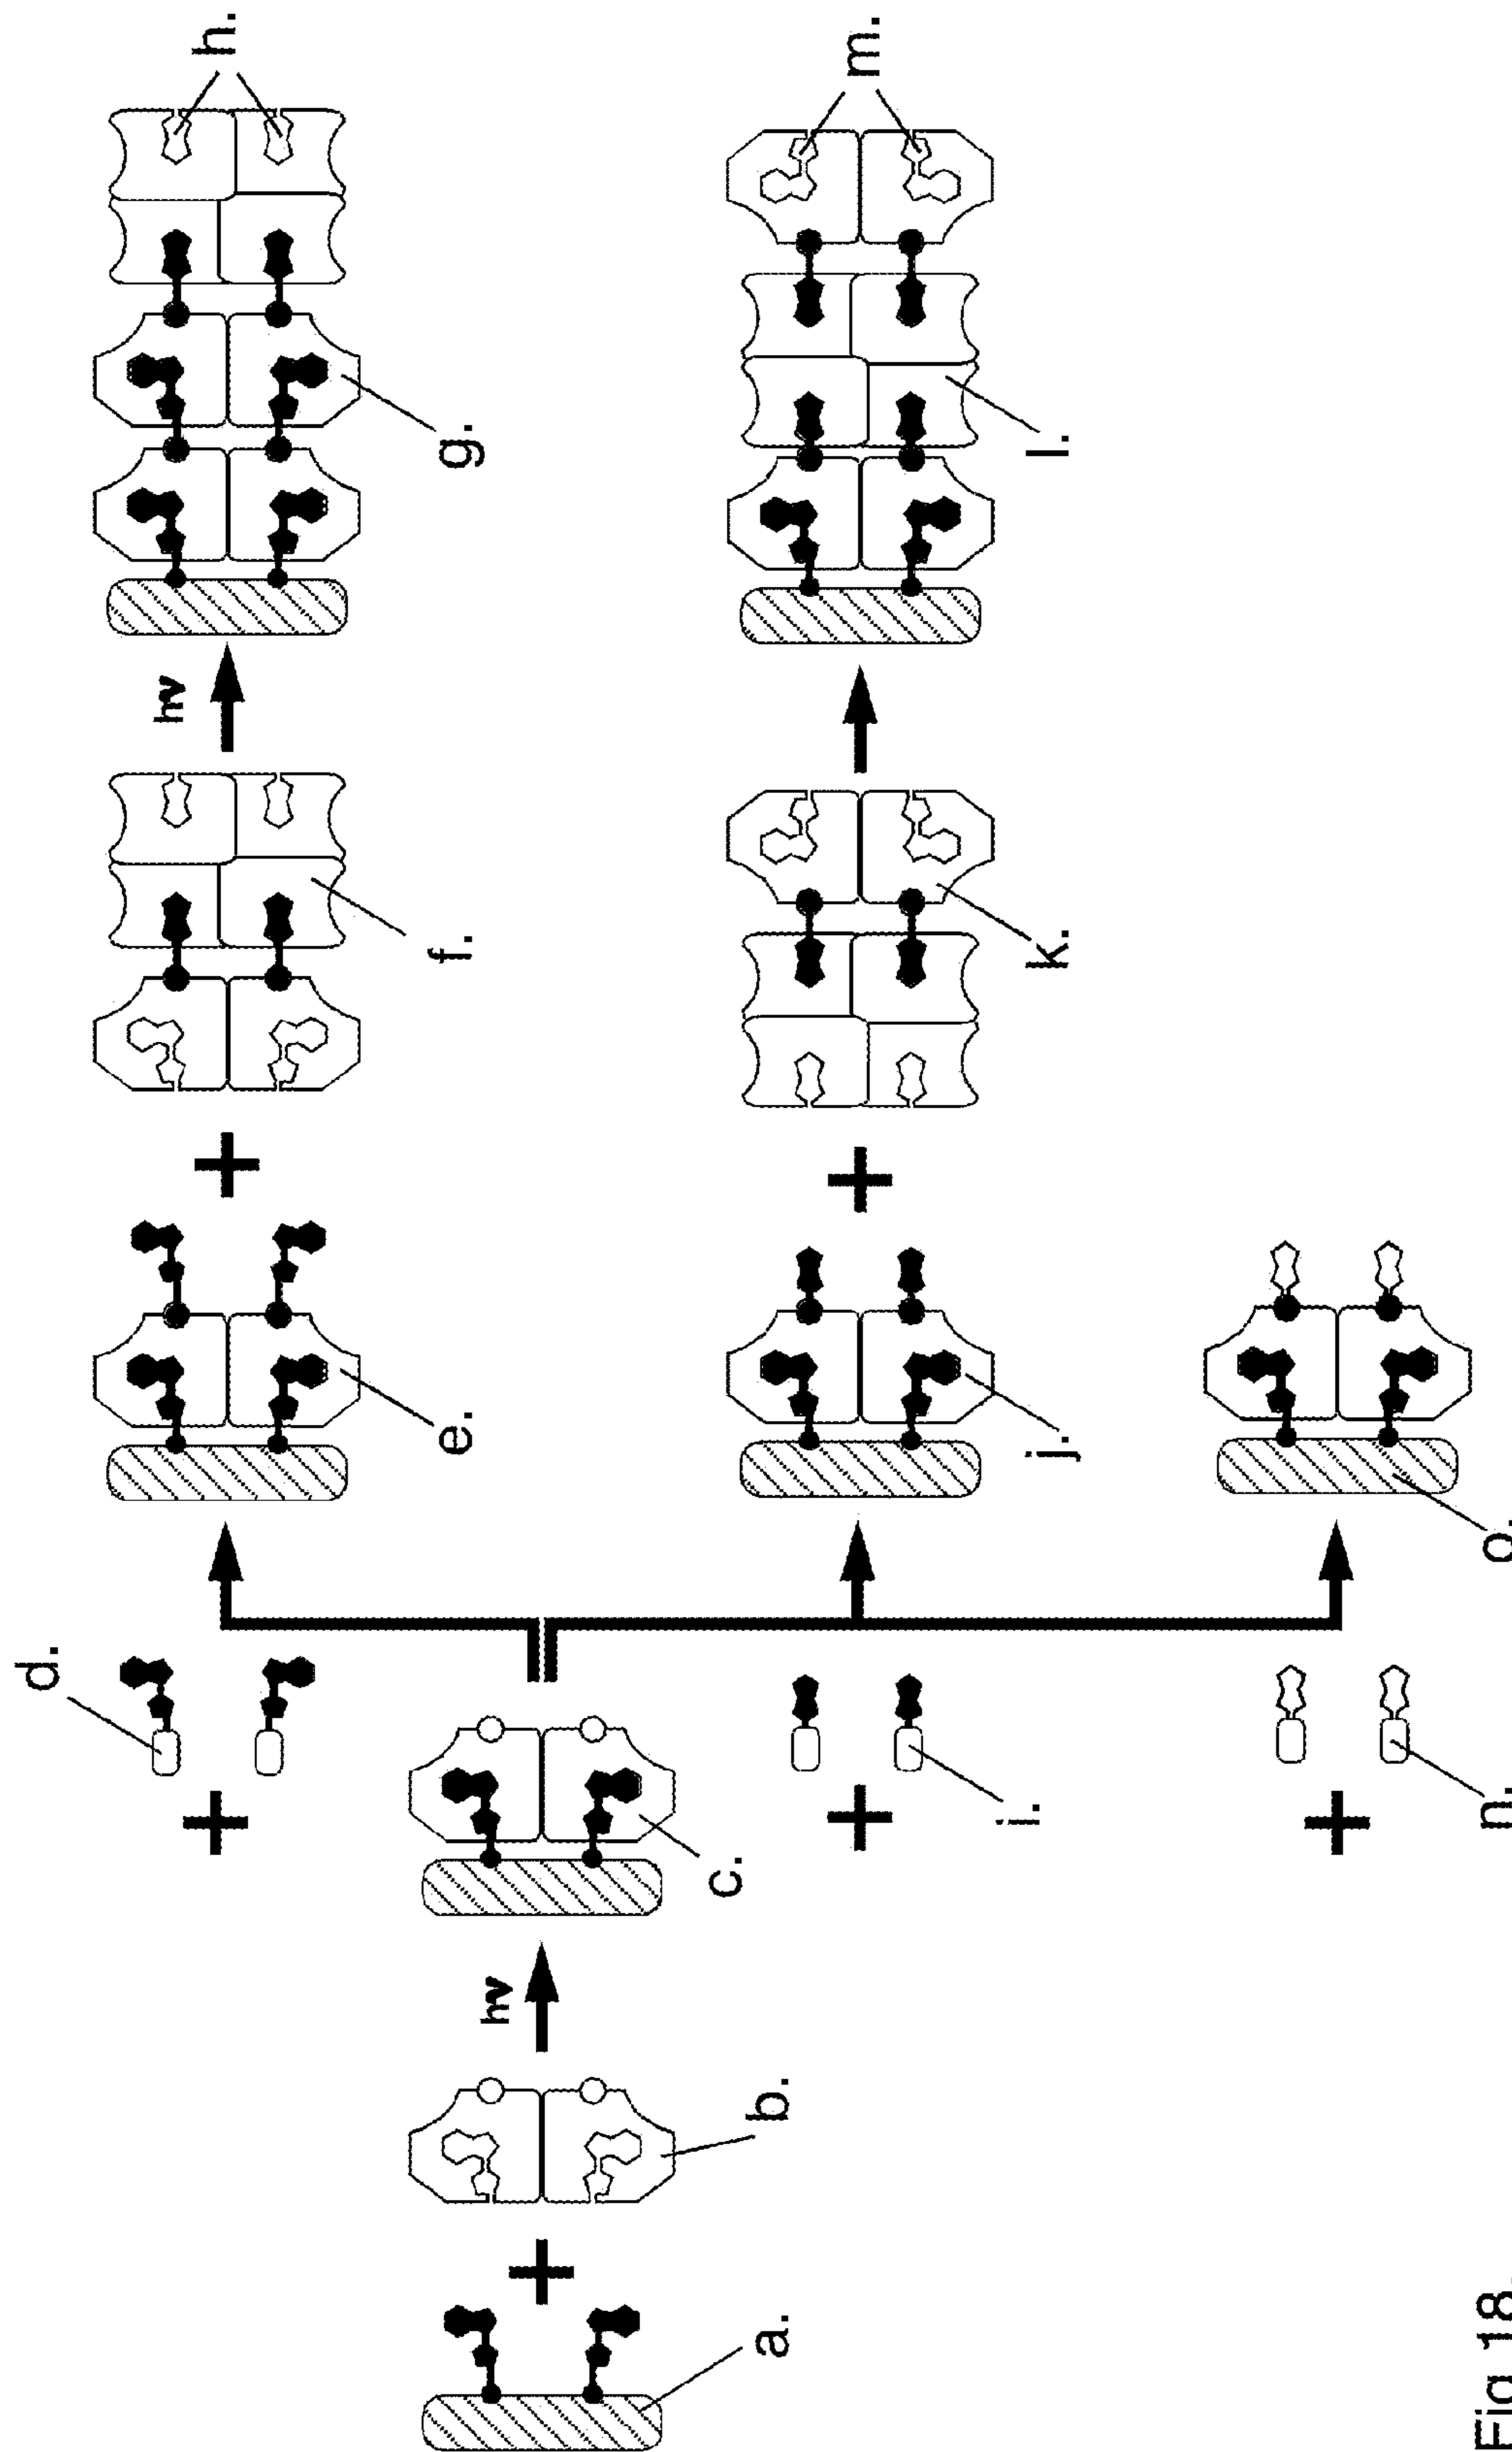 a.
b.
hν
c.
d.
e.
f.
hν
g.
h.
i.
j.
k.
l.
m.
n.
o.
Fig 18.